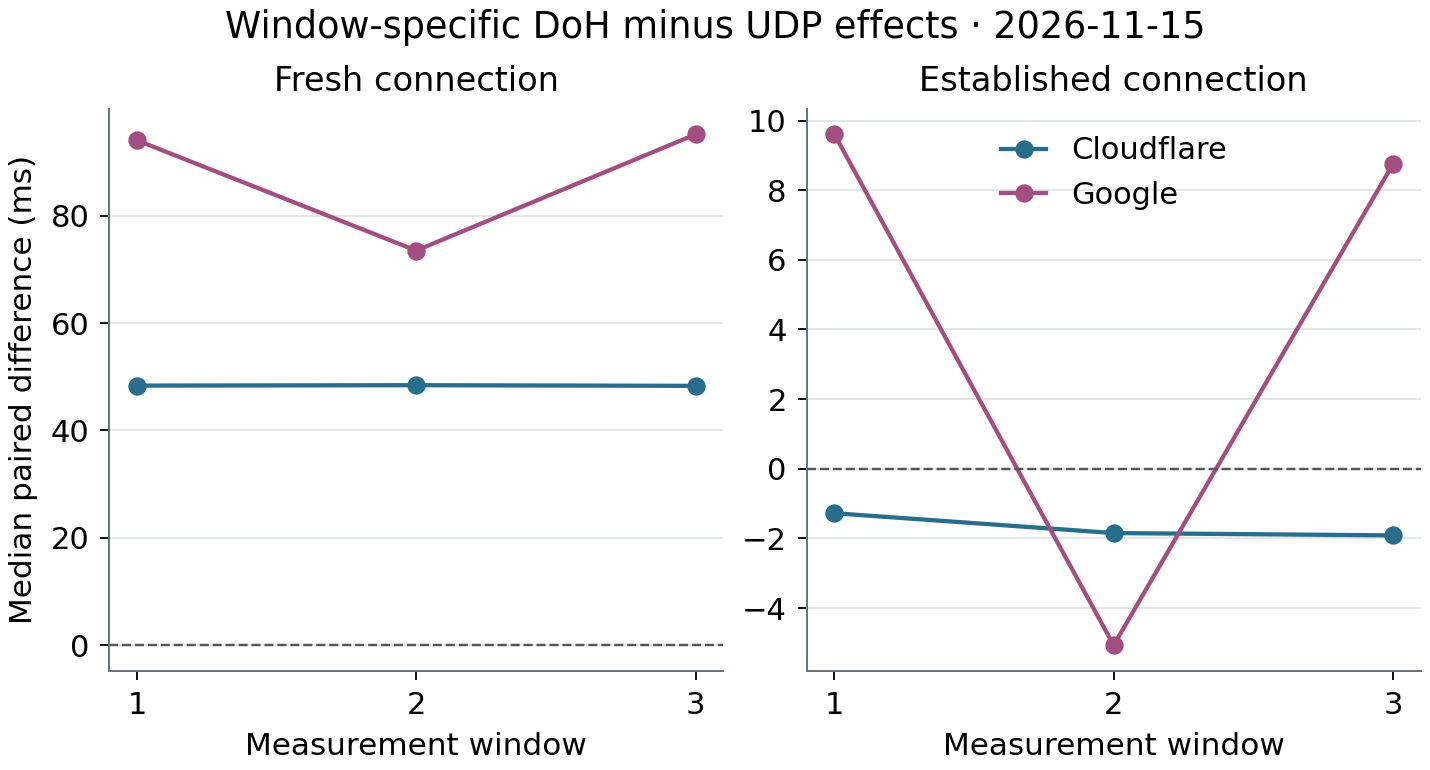 Window-specific DoH minus UDP effects · 2026-11-15
Fresh connection
Median paired difference (ms)
80
60
40
20
0
1
2
3
Measurement window
Established connection
10
8
6
4
2
0
−2
−4
Cloudflare
Google
1
2
3
Measurement window